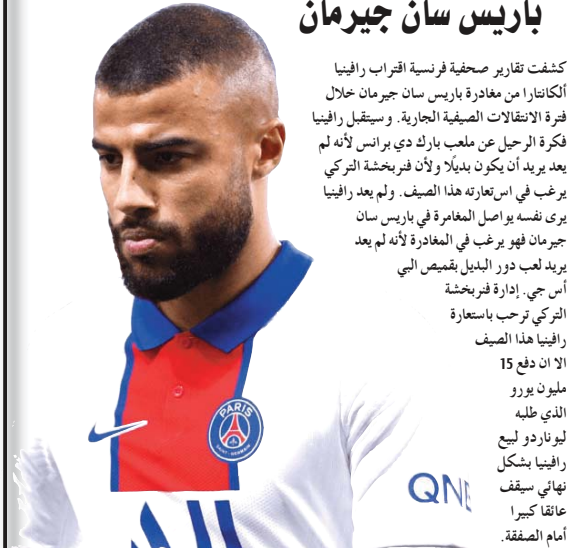 باريس سان جيرمان
كشفت تقارير صحفية فرنسية اقتراب رافينيا
ألكانتارا من مغادرة باريس سان جيرمان خلال
فترة الانتقالات الصيفية الجارية. وسيتقبل رافينيا
فكرة الرحيل عن ملعب بارك دي برانس لأنه لم
يعد يريد أن يكون بديلًا ولأن فنربخشة التركي
يرغب في استعارته هذا الصيف. ولم يعد رافينيا
يرى نفسه يواصل المغامرة في باريس سان
جيرمان فهو يرغب في المغادرة لأنه لم يعد
يريد لعب دور البديل بقميص البي
أس جي. إدارة فنربخشة
التركي ترحب باستعارة
رافينيا هذا الصيف
الا ان دفع 15
مليون يورو
الذي طلبه
ليوناردو لبيع
رافينيا بشكل
نهائي سيقف
عائقا كبيرا
أمام الصفقة.
PARIS
SAINT-GERMAIN
QNB